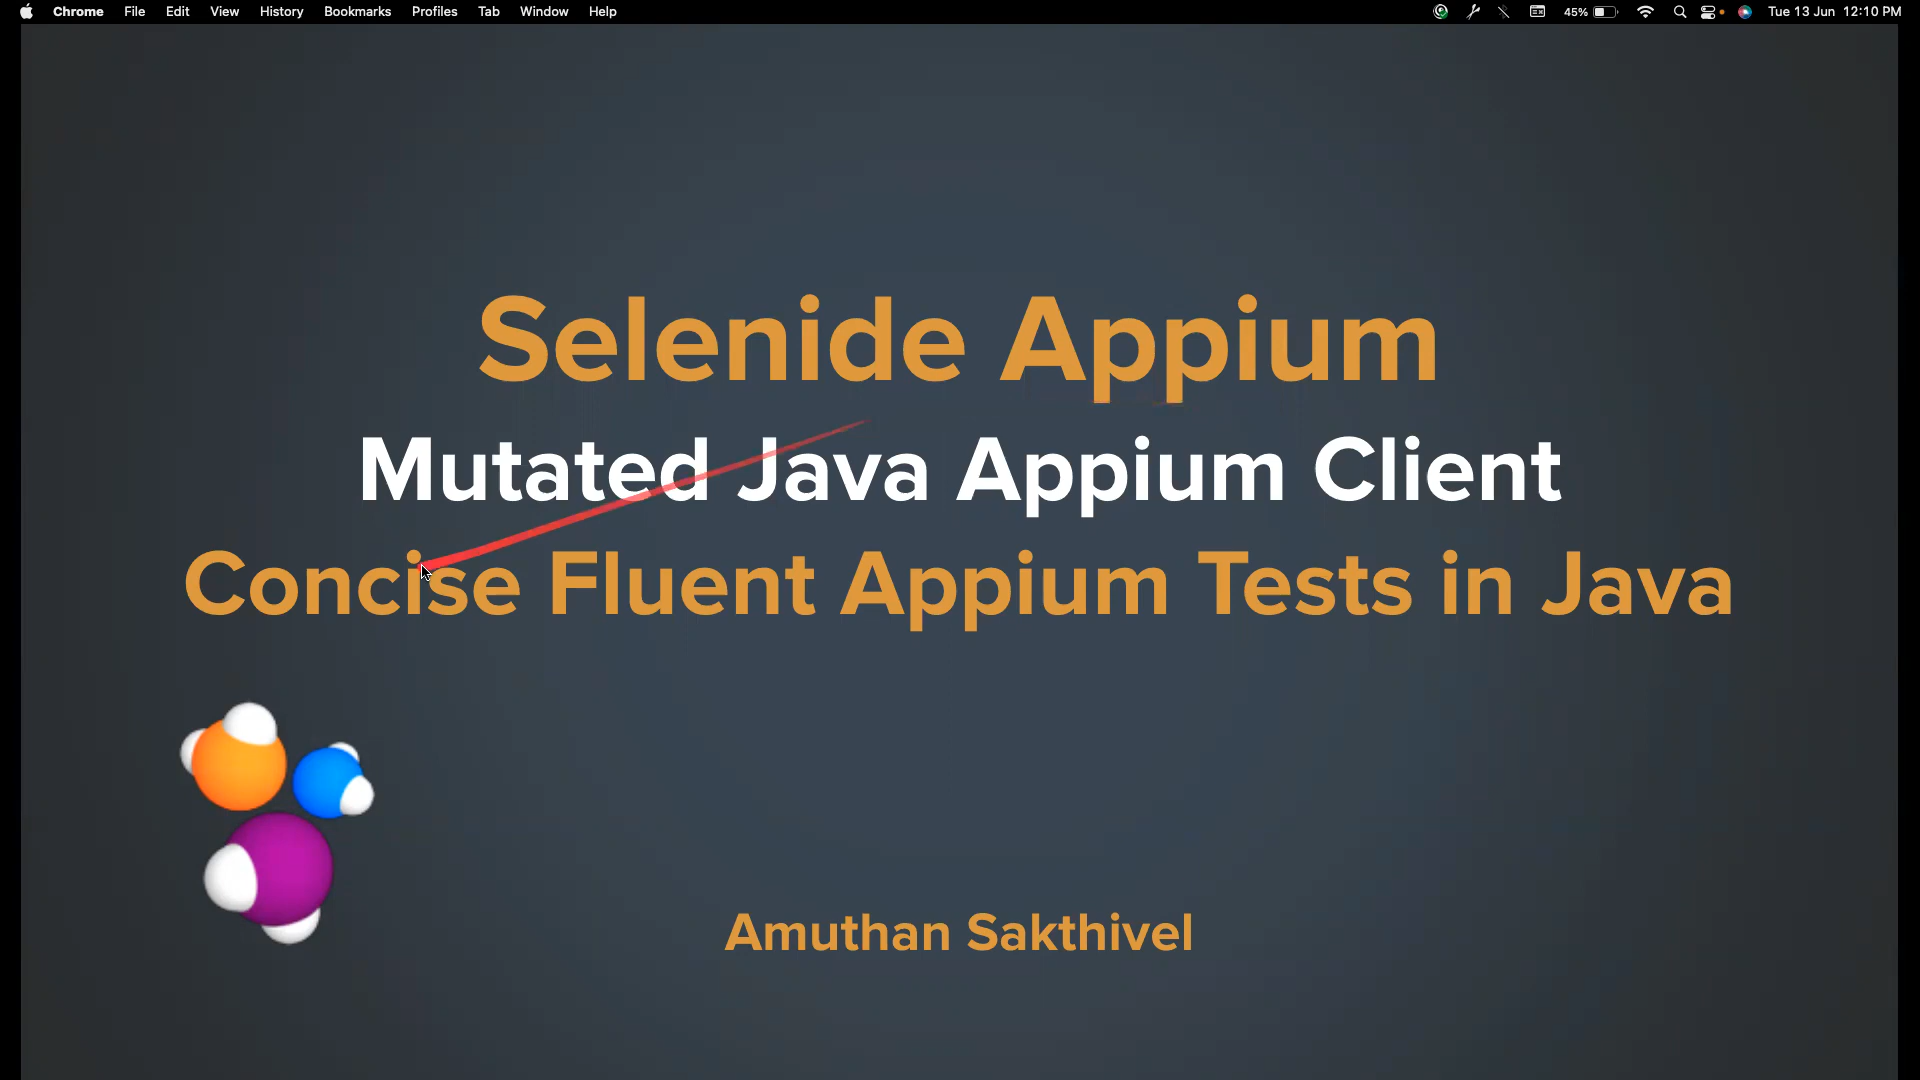 Chrome File Edit View History Bookmarks Profiles Tab Window Help 45% Tue 13 Jun 12:10 PM
Selenide Appium
Mutated Java Appium Client
Concise Fluent Appium Tests in Java
Amuthan Sakthivel